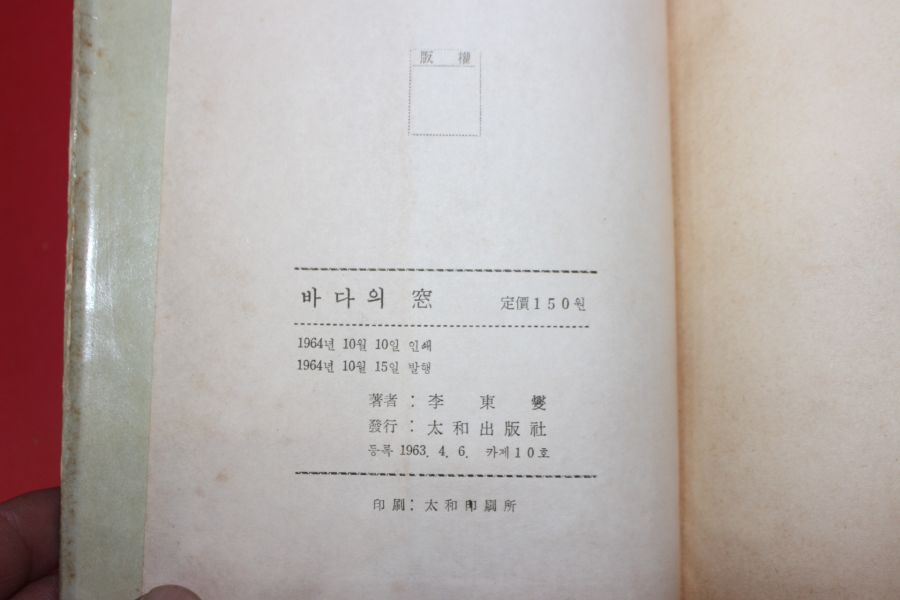 版 權
바다의 窓 定價150원
1964년 10월 10일 인쇄
1964년 10월 15일 발행
著者 : 李 東 燮
發行 : 太和出版社
등록 1963. 4. 6. 카제10호
印刷 : 太和印刷所